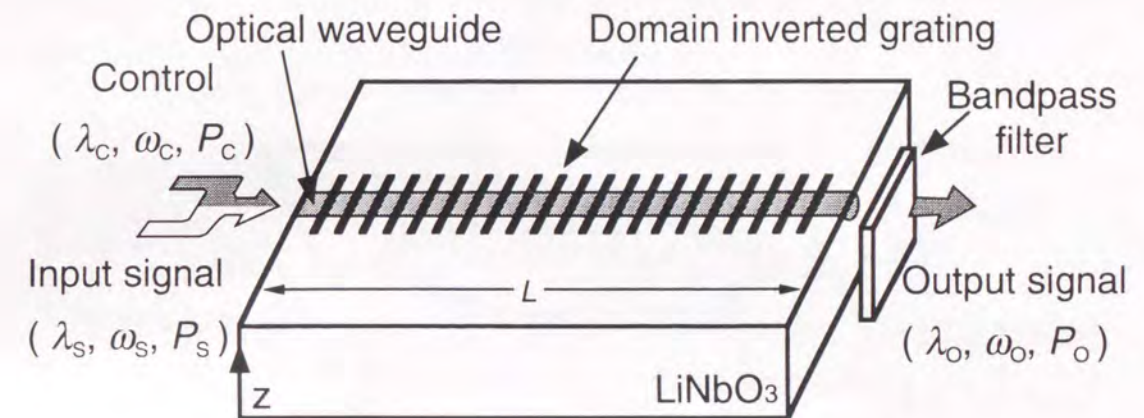 Optical waveguide
Domain inverted grating
Control
( λC, ωC, PC)
Bandpass
filter
Input signal
( λS, ωS, PS)
L
Output signal
( λO, ωO, PO)
z
LiNbO3